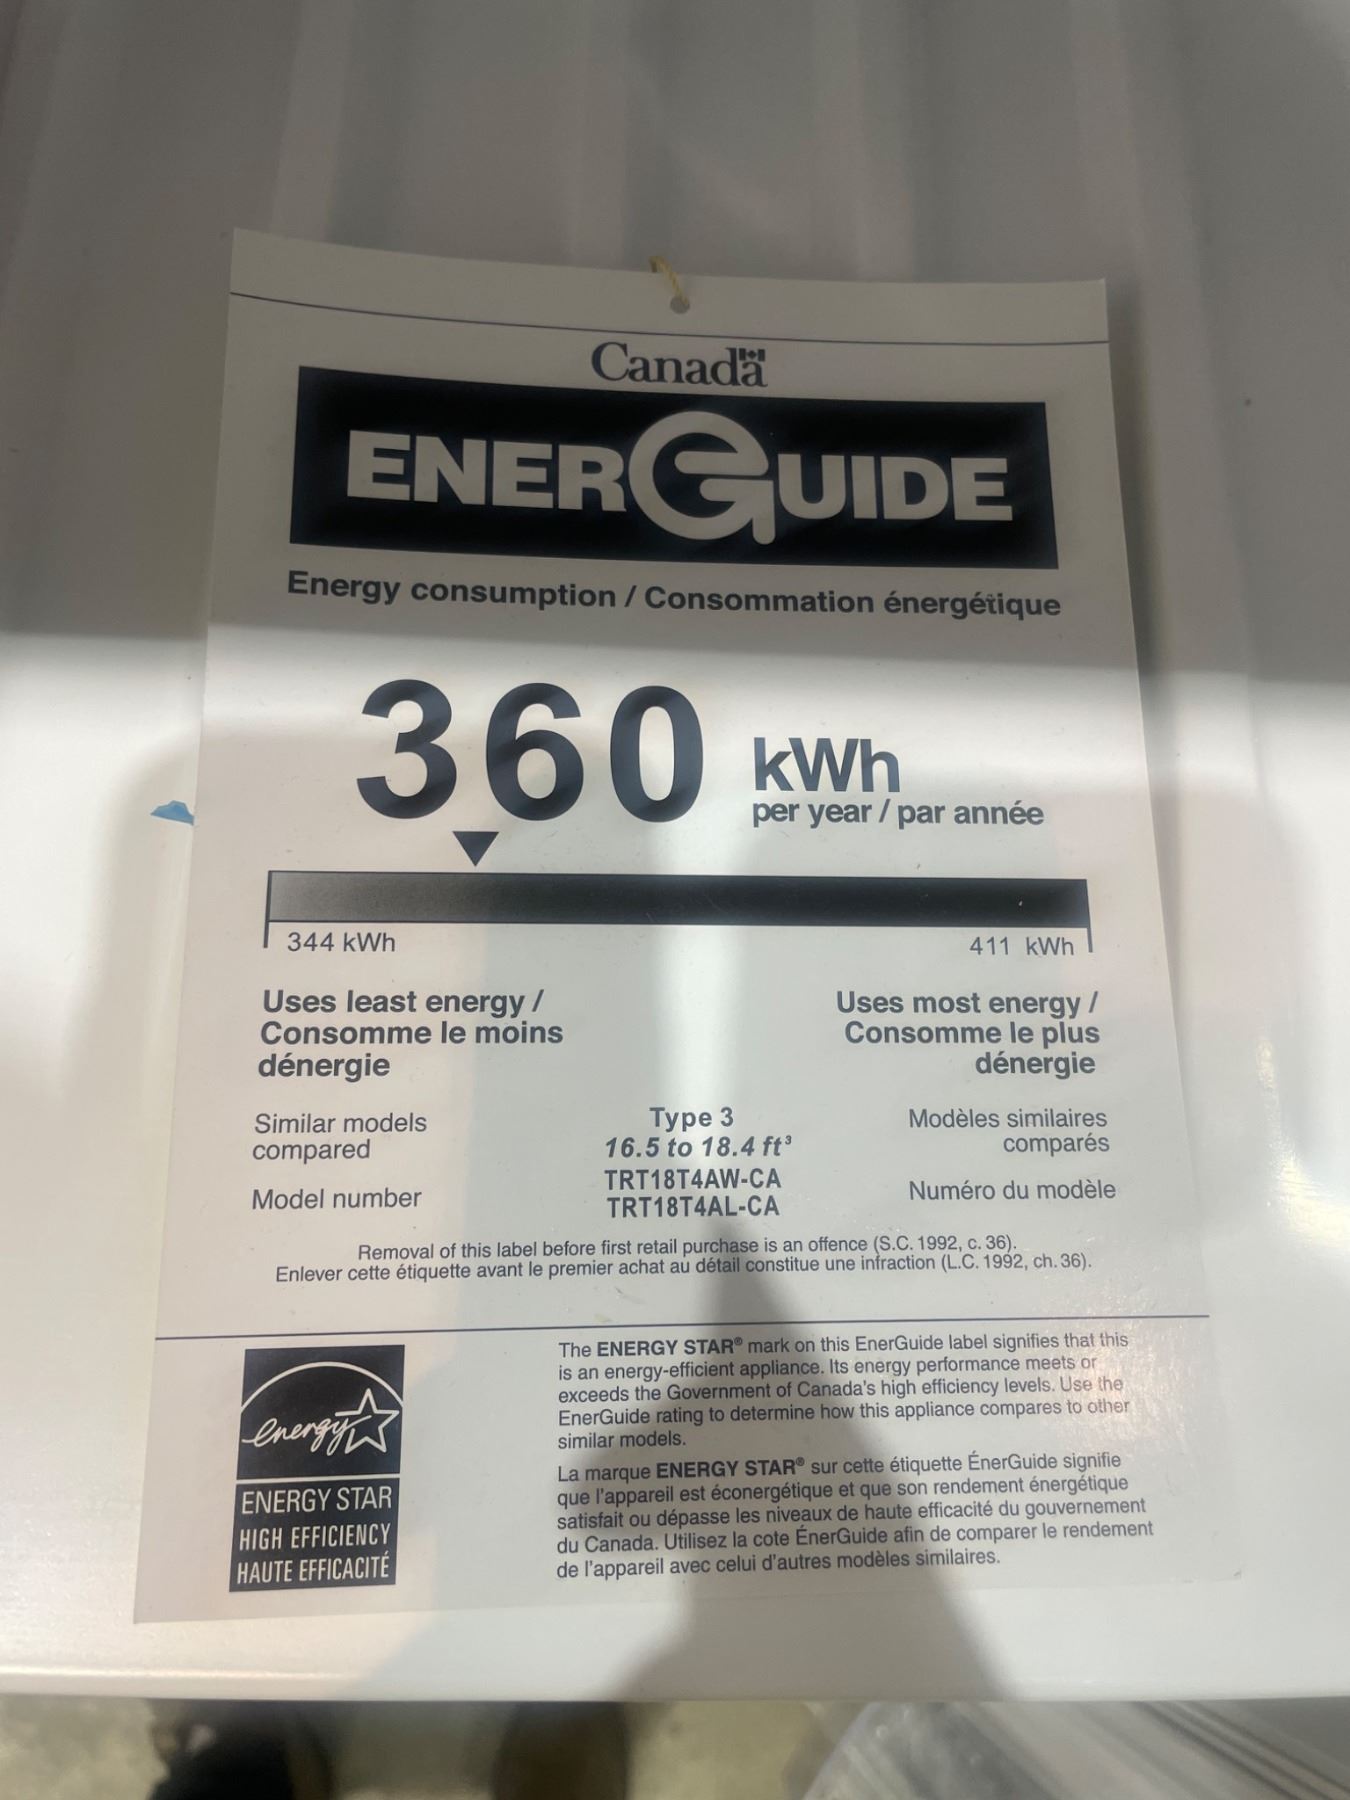 Canada
ENERGUIDE
Energy consumption / Consommation énergétique
360 kWh
per year / par année
344 kWh
411 kWh
Uses least energy /
Consomme le moins
dénergie
Uses most energy /
Consomme le plus
dénergie
Similar models
compared
Type 3
16.5 to 18.4 ft³
Modèles similaires
comparés
Model number
TRT18T4AW-CA
TRT18T4AL-CA
Numéro du modèle
Removal of this label before first retail purchase is an offence (S.C. 1992, c. 36).
Enlever cette étiquette avant le premier achat au détail constitue une infraction (L.C. 1992, ch. 36).
energy
ENERGY STAR
HIGH EFFICIENCY
HAUTE EFFICACITÉ
The ENERGY STAR® mark on this EnerGuide label signifies that this
is an energy-efficient appliance. Its energy performance meets or
exceeds the Government of Canada's high efficiency levels. Use the
EnerGuide rating to determine how this appliance compares to other
similar models.
La marque ENERGY STAR® sur cette étiquette ÉnerGuide signifie
que l'appareil est éconergétique et que son rendement énergétique
satisfait ou dépasse les niveaux de haute efficacité du gouvernement
du Canada. Utilisez la cote ÉnerGuide afin de comparer le rendement
de l'appareil avec celui d'autres modèles similaires.